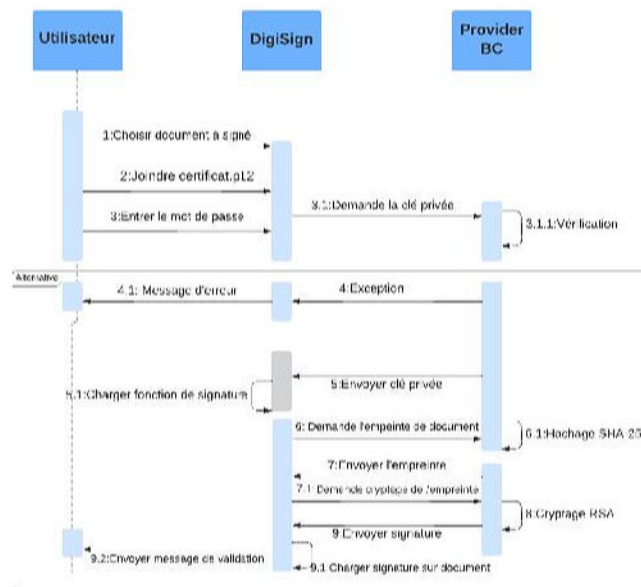 Utilisateur
DigiSign
Provider
BC
1:Choisir document à signé
2:Joindre certificat.p12
3:Entrer le mot de passe
3.1:Demande la clé privée
3.1.1:Vérification
Alternative
4.1: Message d'erreur
4:Exception
5:Envoyer clé privée
5.1:Charger fonction de signature
6: Demande l'empeinte de document
6.1:Hachage SHA-25
7:Envoyer l'empreinte
7.1: Demande cryptage de l'empreinte
8:Cryptage RSA
9 Envoyer signature
9.2:Envoyer message de validation
9.1 Charger signature sur document